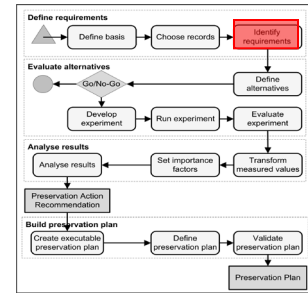 Define requirements
Define basis
Choose records
Identify
requirements
Evaluate alternatives
Go/No-Go
Define
alternatives
Develop
experiment
Run experiment
Evaluate
experiment
Analyse results
Analyse results
Set importance
factors
Transform
measured values
Preservation Action
Recommendation
Build preservation plan
Create executable
preservation plan
Define
preservation plan
Validate
preservation plan
Preservation Plan